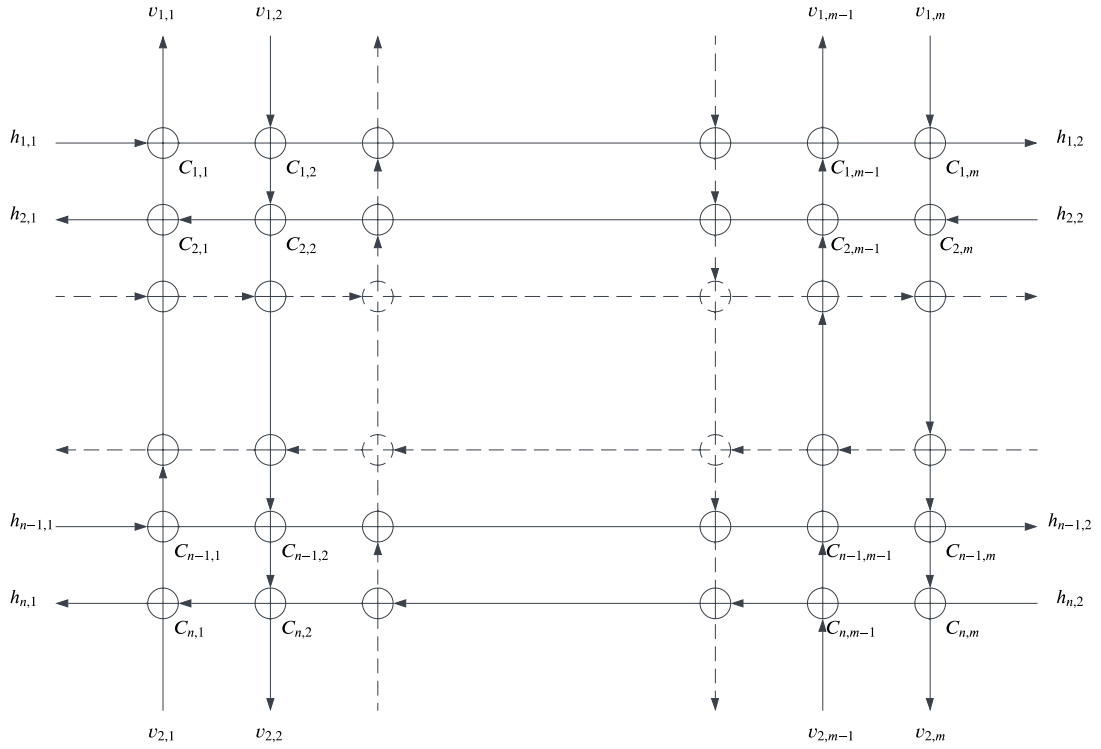 v1,1 v1,2 v1,m−1 v1,m
h1,1 h1,2
C1,1 C1,2 C1,m−1 C1,m
h2,1 h2,2
C2,1 C2,2 C2,m−1 C2,m
hn−1,1 hn−1,2
Cn−1,1 Cn−1,2 Cn−1,m−1 Cn−1,m
hn,1 hn,2
Cn,1 Cn,2 Cn,m−1 Cn,m
v2,1 v2,2 v2,m−1 v2,m